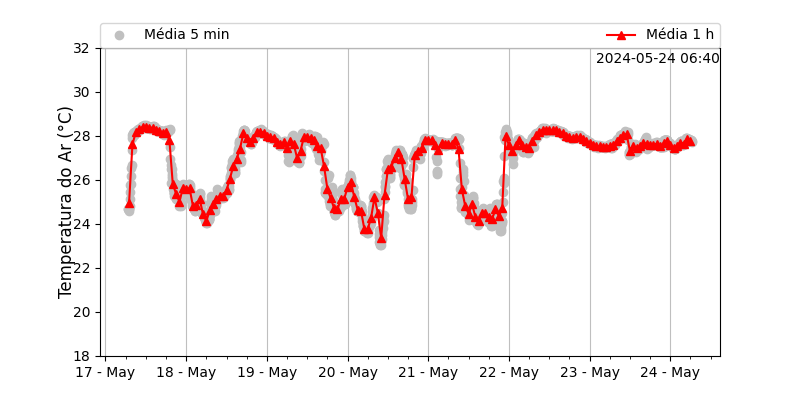 Média 5 min
Média 1 h
2024-05-24 06:40
Temperatura do Ar (°C)
32
30
28
26
24
22
20
18
17 - May
18 - May
19 - May
20 - May
21 - May
22 - May
23 - May
24 - May